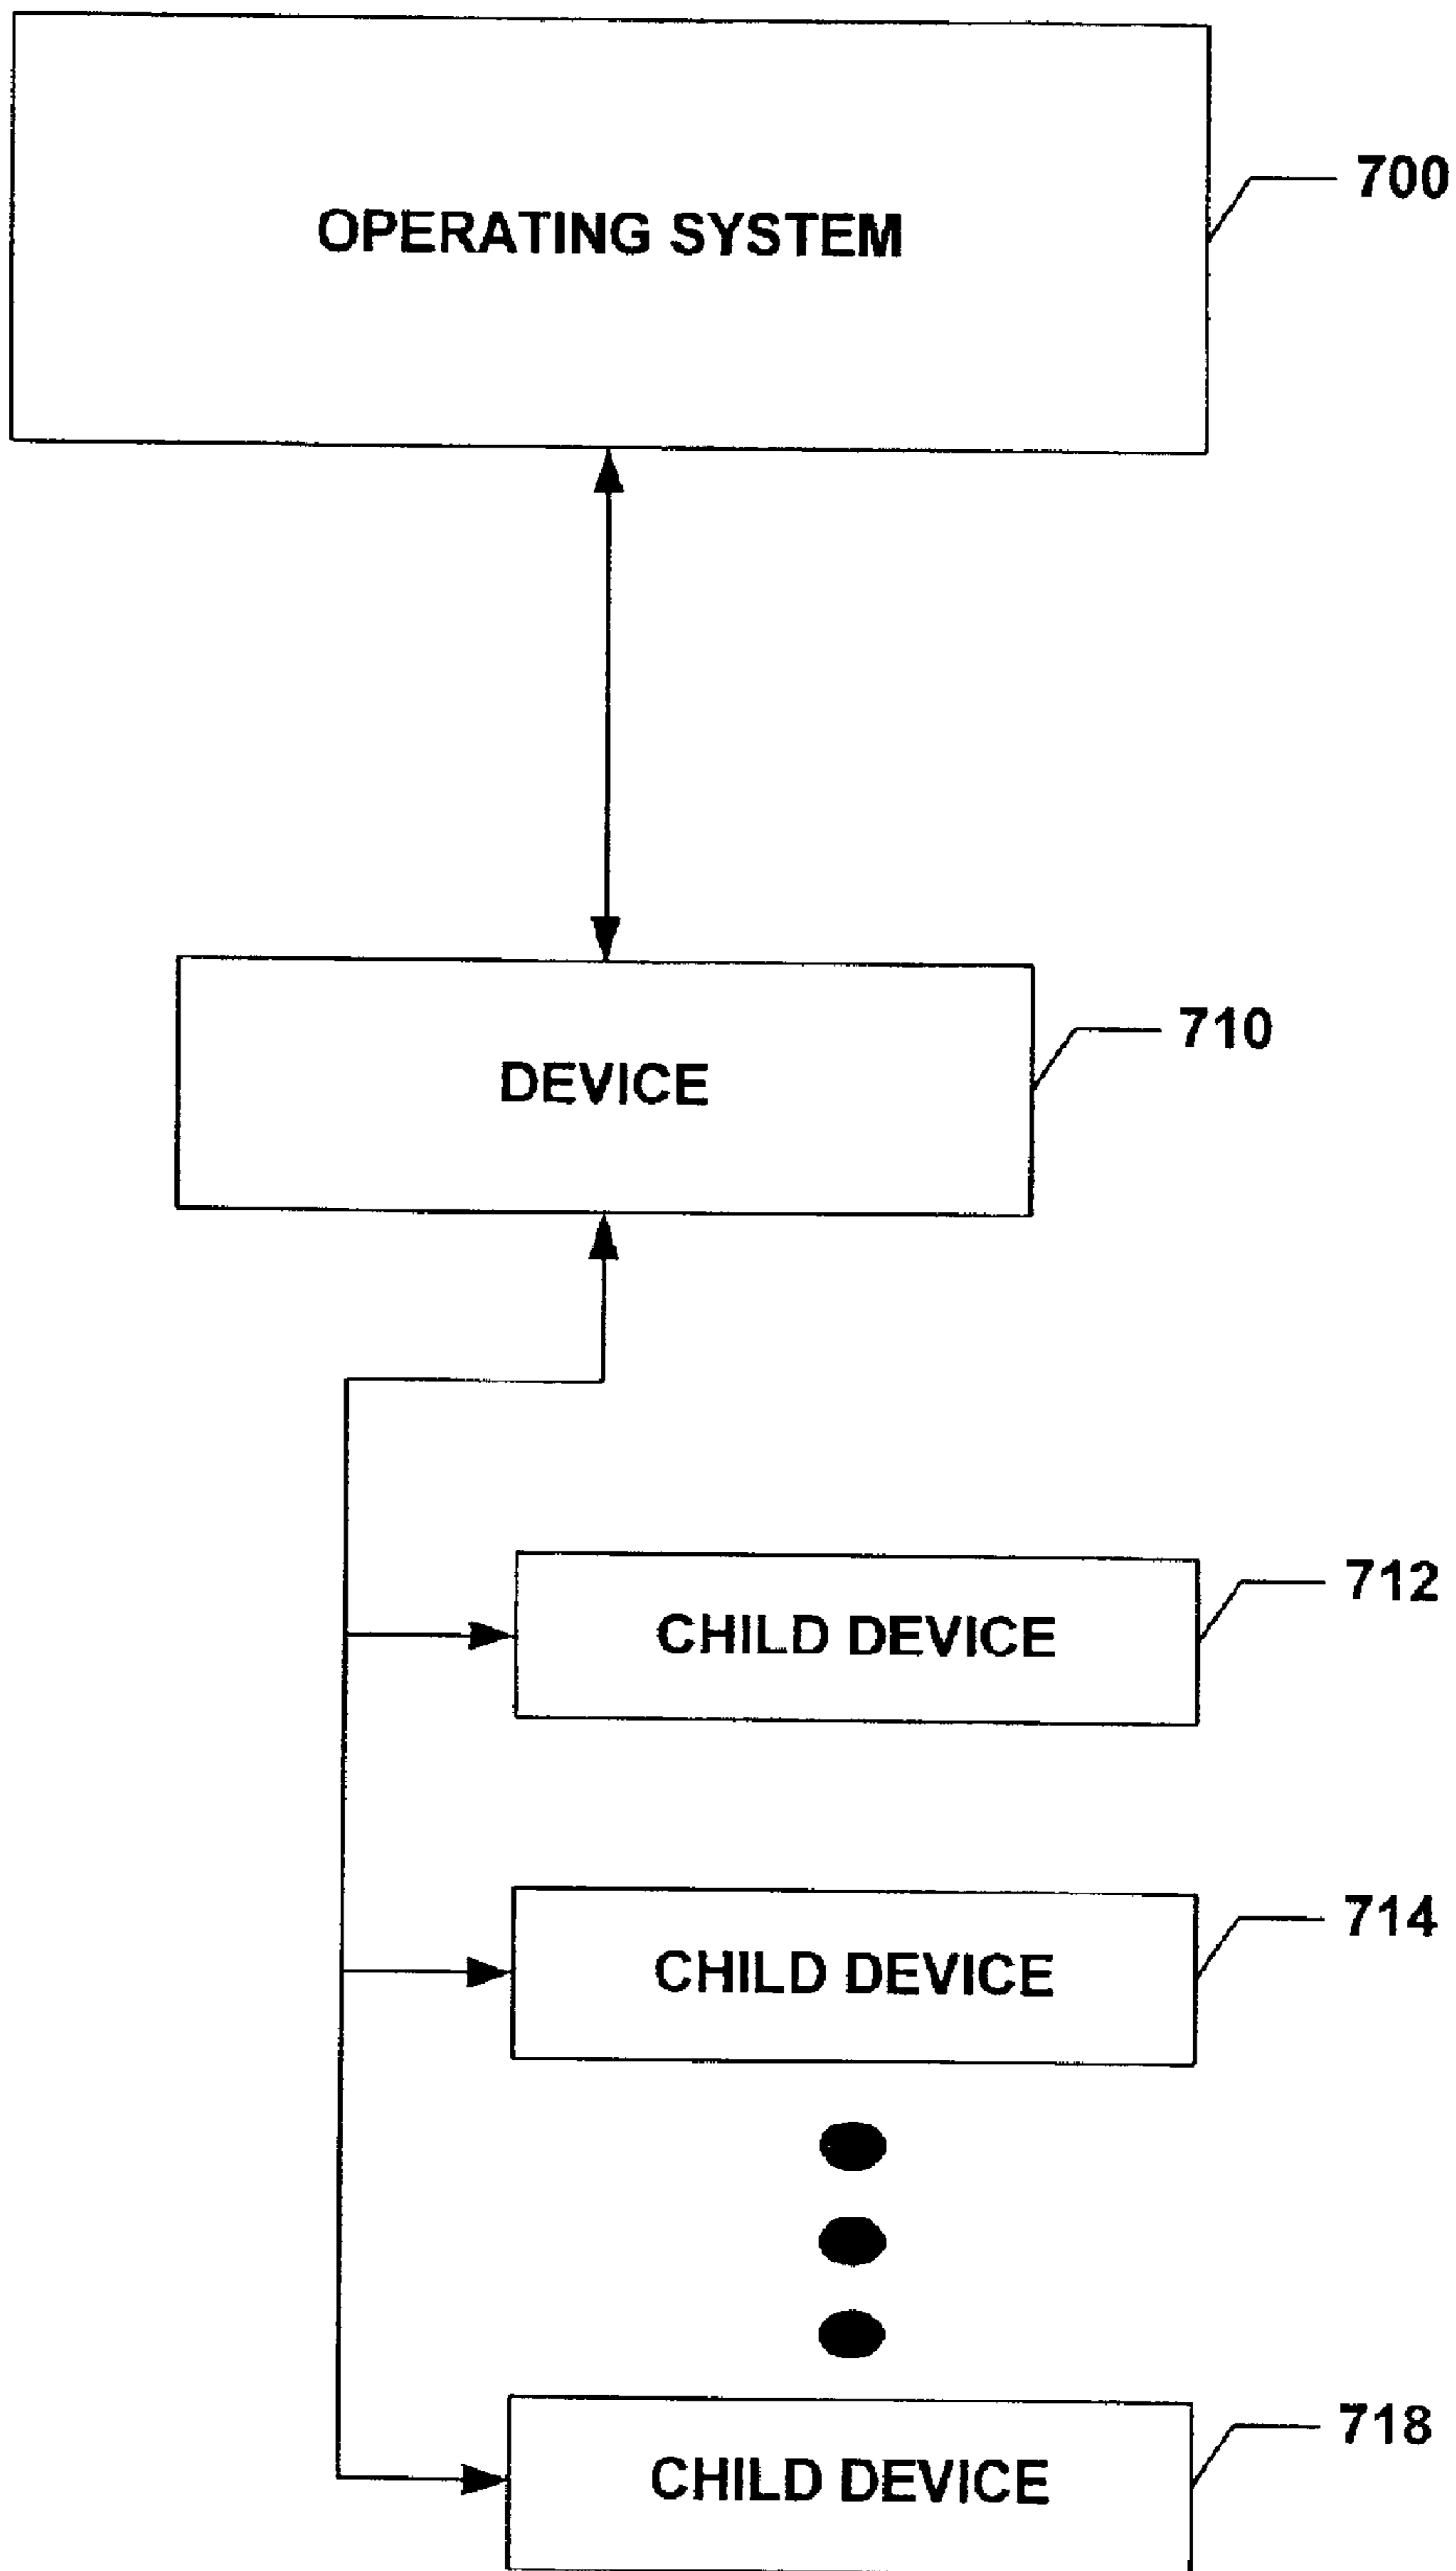 700
OPERATING SYSTEM
710
DEVICE
712
CHILD DEVICE
714
CHILD DEVICE
718
CHILD DEVICE